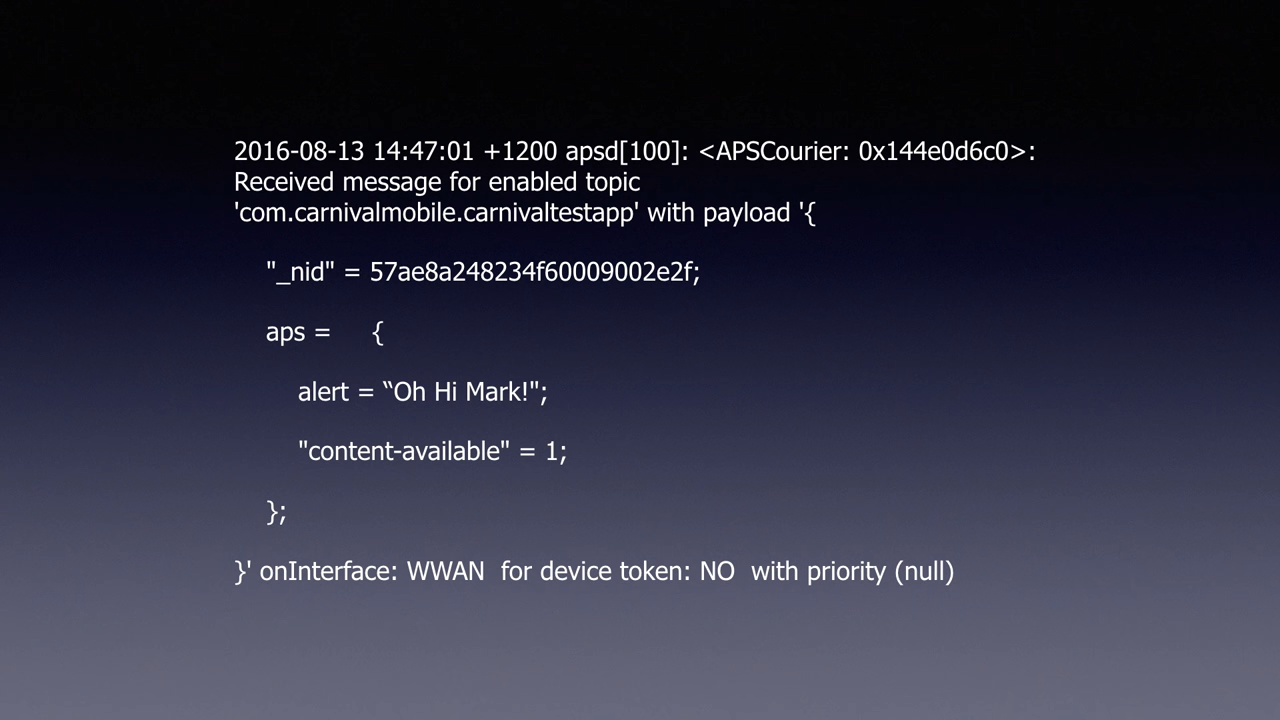 2016-08-13 14:47:01 +1200 apsd[100]: <APSCourier: 0x144e0d6c0>:
Received message for enabled topic
'com.carnivalmobile.carnivaltestapp' with payload '{
"_nid" = 57ae8a248234f60009002e2f;
aps =     {
alert = “Oh Hi Mark!";
"content-available" = 1;
};
}' onInterface: WWAN  for device token: NO  with priority (null)